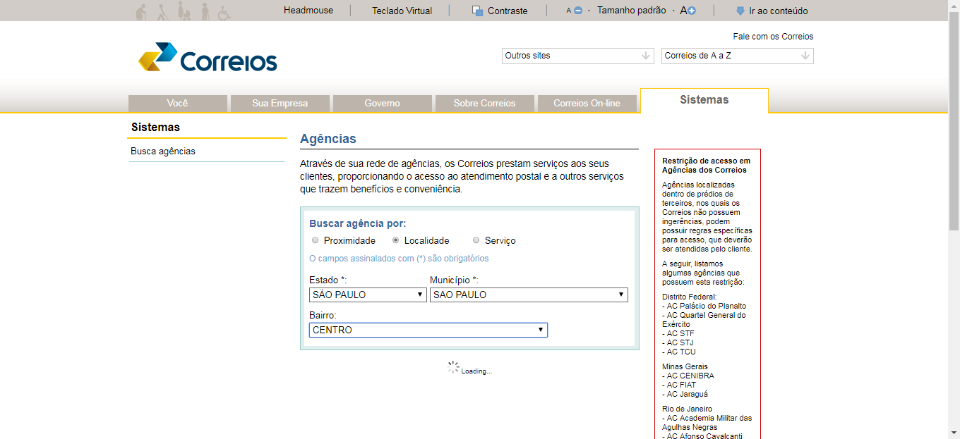 Headmouse
Teclado Virtual
Contraste
A - Tamanho padrão - A
Ir ao conteúdo
Fale com os Correios
Correios
Outros sites
Correios de A a Z
Você
Sua Empresa
Governo
Sobre Correios
Correios On-line
Sistemas
Sistemas
Busca agências
Agências
Através de sua rede de agências, os Correios prestam serviços aos seus
clientes, proporcionando o acesso ao atendimento postal e a outros serviços
que trazem benefícios e conveniência.
Buscar agência por:
Proximidade
Localidade
Serviço
O campos assinalados com (*) são obrigatórios
Estado *:
Município *:
SÃO PAULO
SAO PAULO
Bairro:
CENTRO
Loading...
Restrição de acesso em
Agências dos Correios
Agências localizadas
dentro de prédios de
terceiros, nos quais os
Correios não possuem
ingerências, podem
possuir regras específicas
para acesso, que deverão
ser atendidas pelo cliente.
A seguir, listamos
algumas agências que
possuem esta restrição:
Distrito Federal:
- AC Palácio do Planalto
- AC Quartel General do
Exército
- AC STF
- AC STJ
- AC TCU
Minas Gerais
- AC CENIBRA
- AC FIAT
- AC Jaraguá
Rio de Janeiro
- AC Academia Militar das
Agulhas Negras
- AC Afonso Cavalcanti